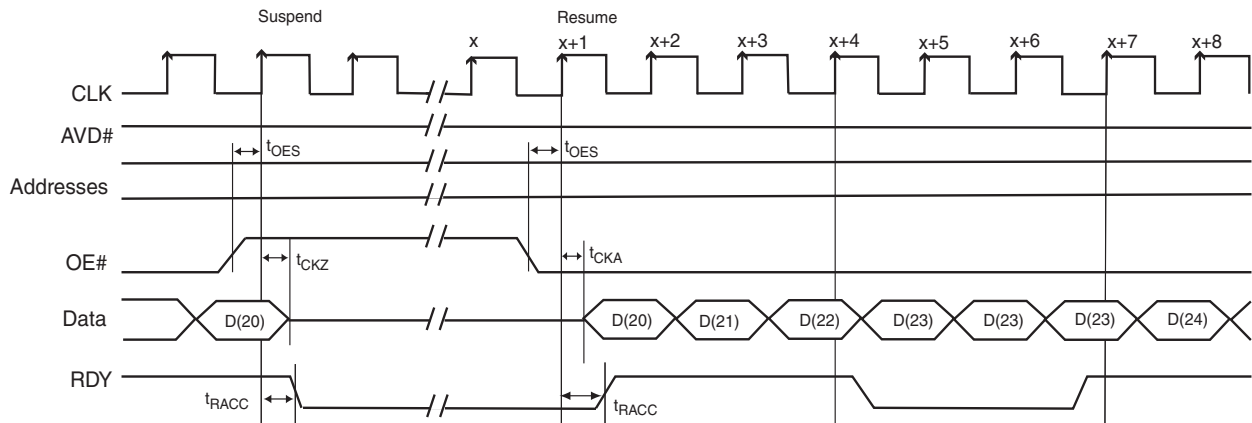 Suspend
Resume
x
x+1
x+2
x+3
x+4
x+5
x+6
x+7
x+8
CLK
AVD#
tOES
tOES
Addresses
OE#
tCKZ
tCKA
Data
D(20)
D(20)
D(21)
D(22)
D(23)
D(23)
D(23)
D(24)
RDY
tRACC
tRACC